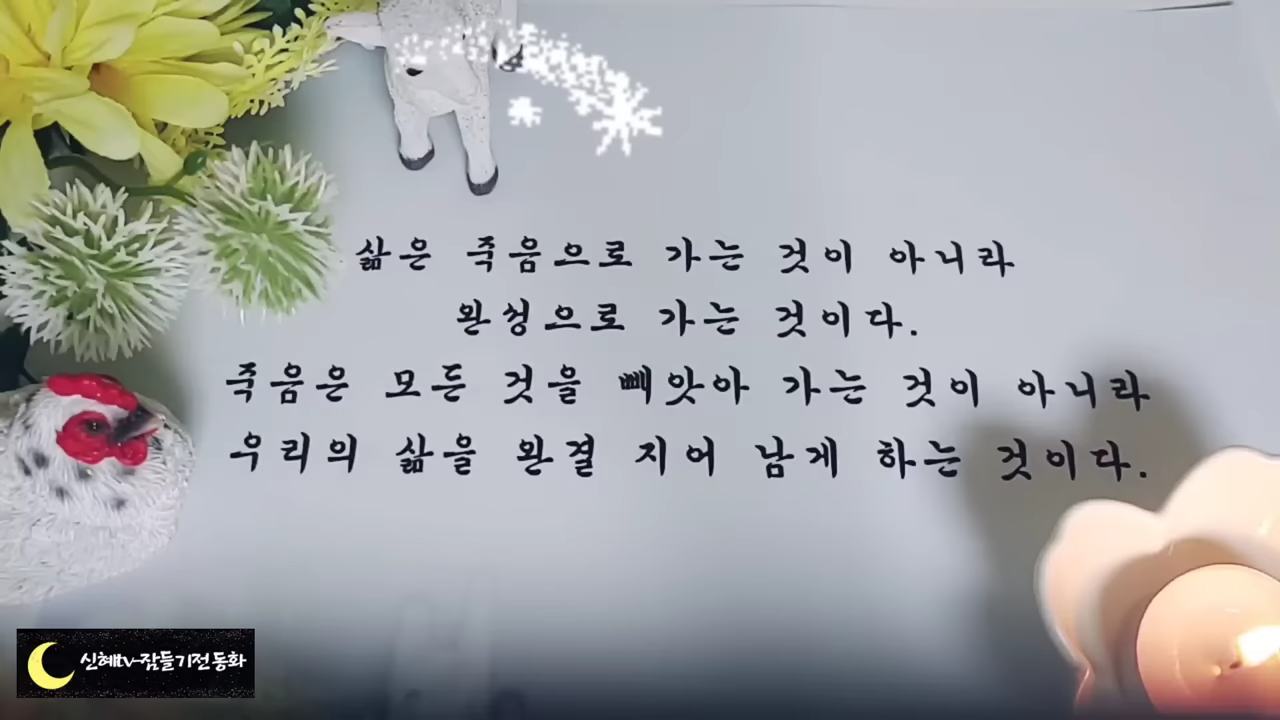 삶은 죽음으로 가는 것이 아니라
완성으로 가는 것이다.
죽음은 모든 것을 빼앗아 가는 것이 아니라
우리의 삶을 완결 지어 남게 하는 것이다.
신혜tv-잠들기전 동화